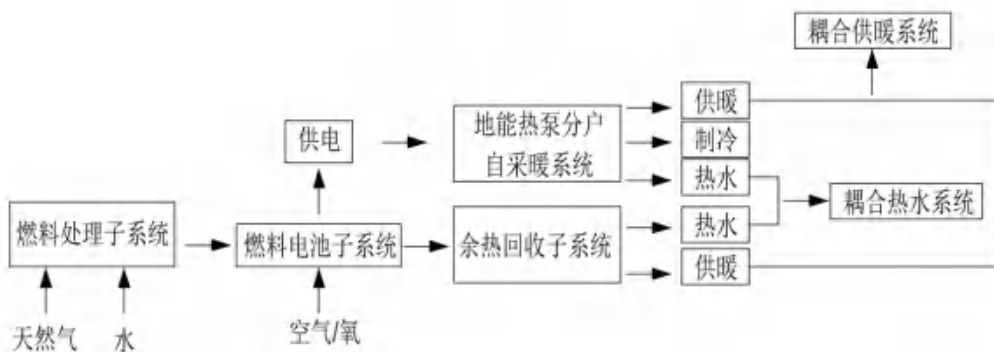 耦合供暖系统
供暖
地能热泵分户
自采暖系统
供电
制冷
热水
耦合热水系统
燃料处理子系统
燃料电池子系统
余热回收子系统
热水
供暖
天然气
水
空气/氧